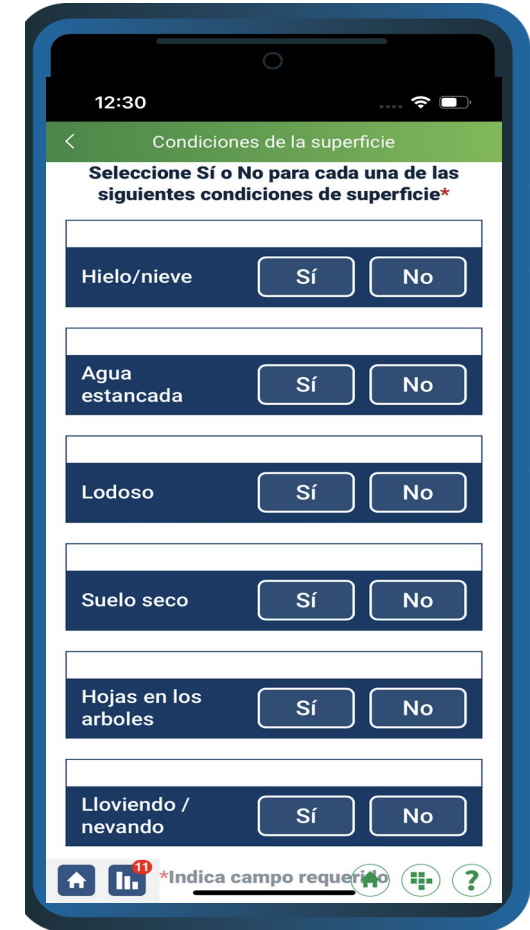 12:30
Condiciones de la superficie
Seleccione Sí o No para cada una de las
siguientes condiciones de superficie*
Hielo/nieve Sí No
Agua
estancada Sí No
Lodoso Sí No
Suelo seco Sí No
Hojas en los
arboles Sí No
Lloviendo /
nevando Sí No
11
*Indica campo requerido
?